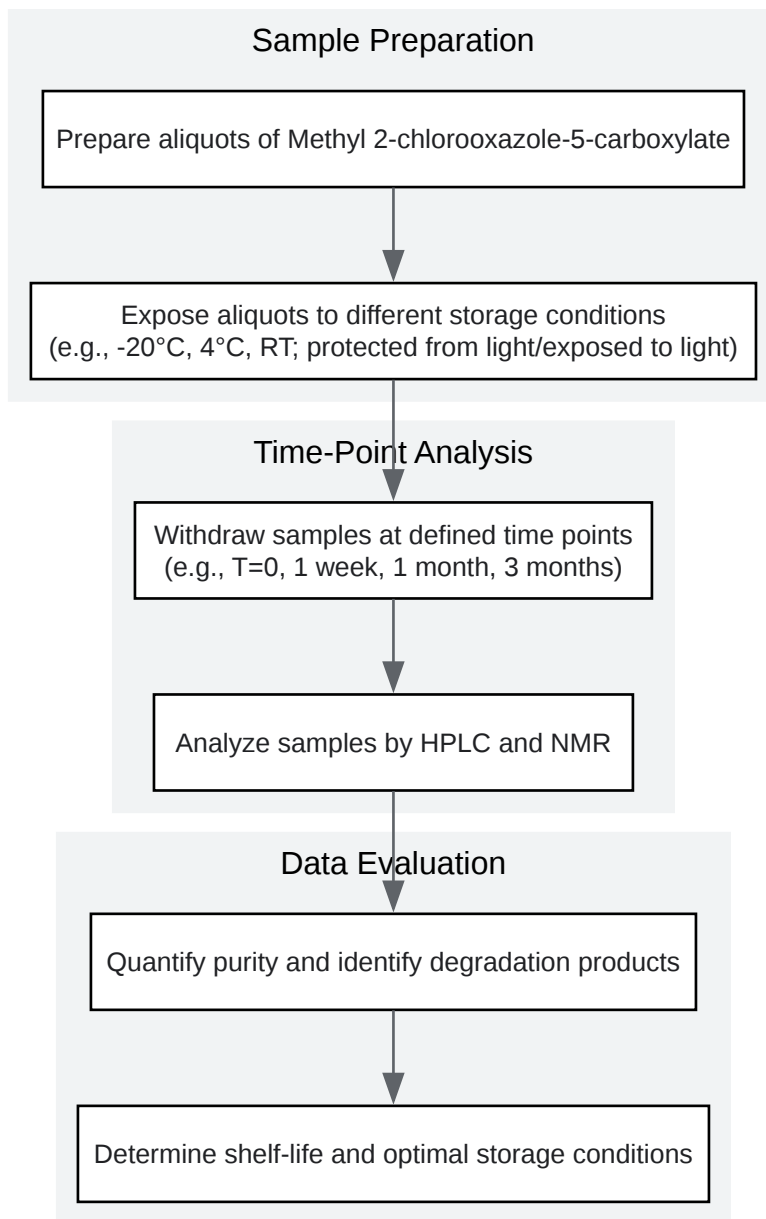 Sample Preparation
Prepare aliquots of Methyl 2-chlorooxazole-5-carboxylate
Expose aliquots to different storage conditions
(e.g., -20°C, 4°C, RT; protected from light/exposed to light)
Time-Point Analysis
Withdraw samples at defined time points
(e.g., T=0, 1 week, 1 month, 3 months)
Analyze samples by HPLC and NMR
Data Evaluation
Quantify purity and identify degradation products
Determine shelf-life and optimal storage conditions